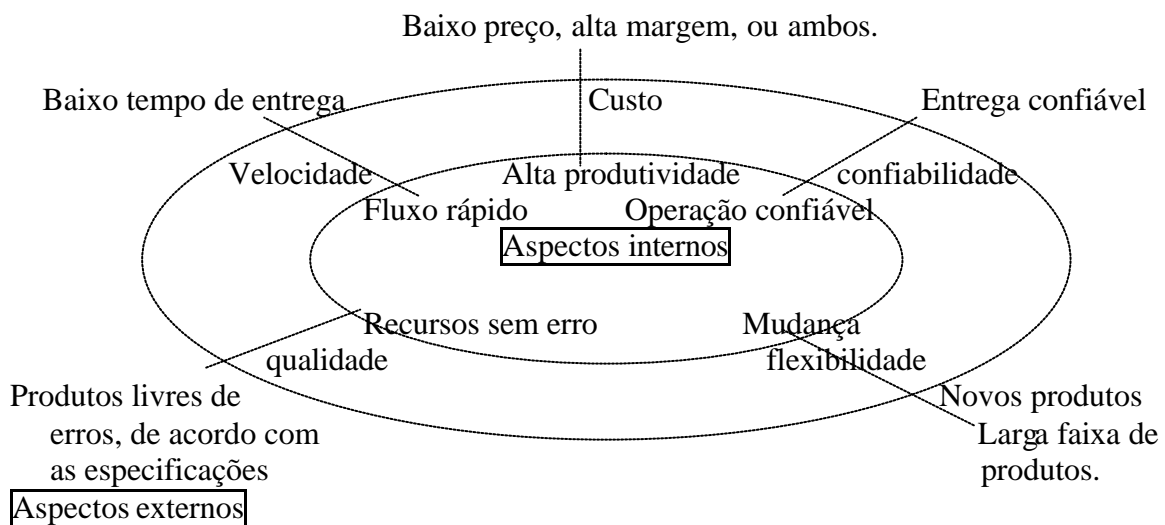 Baixo preço, alta margem, ou ambos.
Baixo tempo de entrega
Custo
Entrega confiável
Velocidade
Alta produtividade
confiabilidade
Fluxo rápido
Operação confiável
Aspectos internos
Recursos sem erro
Mudança
qualidade
flexibilidade
Produtos livres de
erros, de acordo com
as especificações
Novos produtos
Larga faixa de
produtos.
Aspectos externos